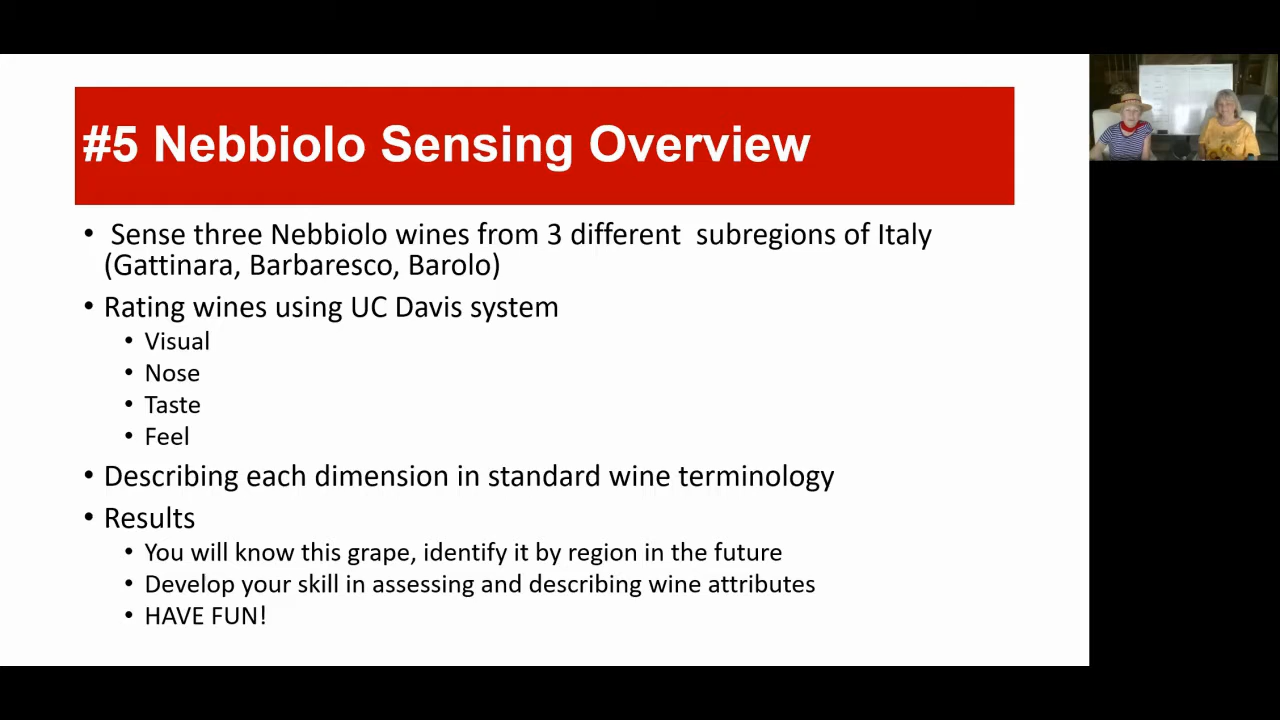 #5 Nebbiolo Sensing Overview
• Sense three Nebbiolo wines from 3 different subregions of Italy
(Gattinara, Barbaresco, Barolo)
• Rating wines using UC Davis system
• Visual
• Nose
• Taste
• Feel
• Describing each dimension in standard wine terminology
• Results
• You will know this grape, identify it by region in the future
• Develop your skill in assessing and describing wine attributes
• HAVE FUN!